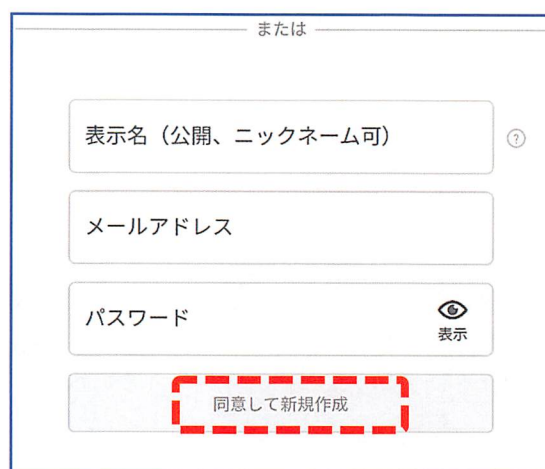 または
表示名（公開、ニックネーム可）
?
メールアドレス
パスワード
表示
同意して新規作成